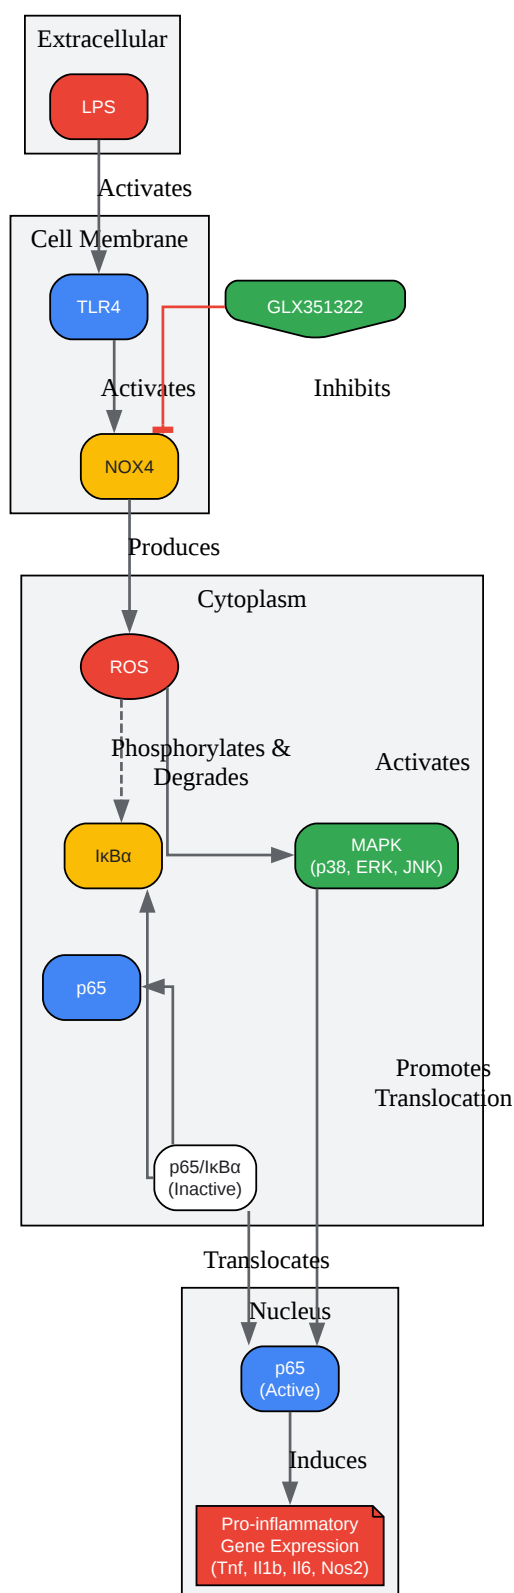 Extracellular
LPS
Activates
Cell Membrane
TLR4
GLX351322
Activates
Inhibits
NOX4
Produces
Cytoplasm
ROS
Phosphorylates &
Degrades
Activates
IκBα
MAPK
(p38, ERK, JNK)
p65
Promotes
Translocation
p65/IκBα
(Inactive)
Translocates
Nucleus
p65
(Active)
Induces
Pro-inflammatory
Gene Expression
(Tnf, Il1b, Il6, Nos2)